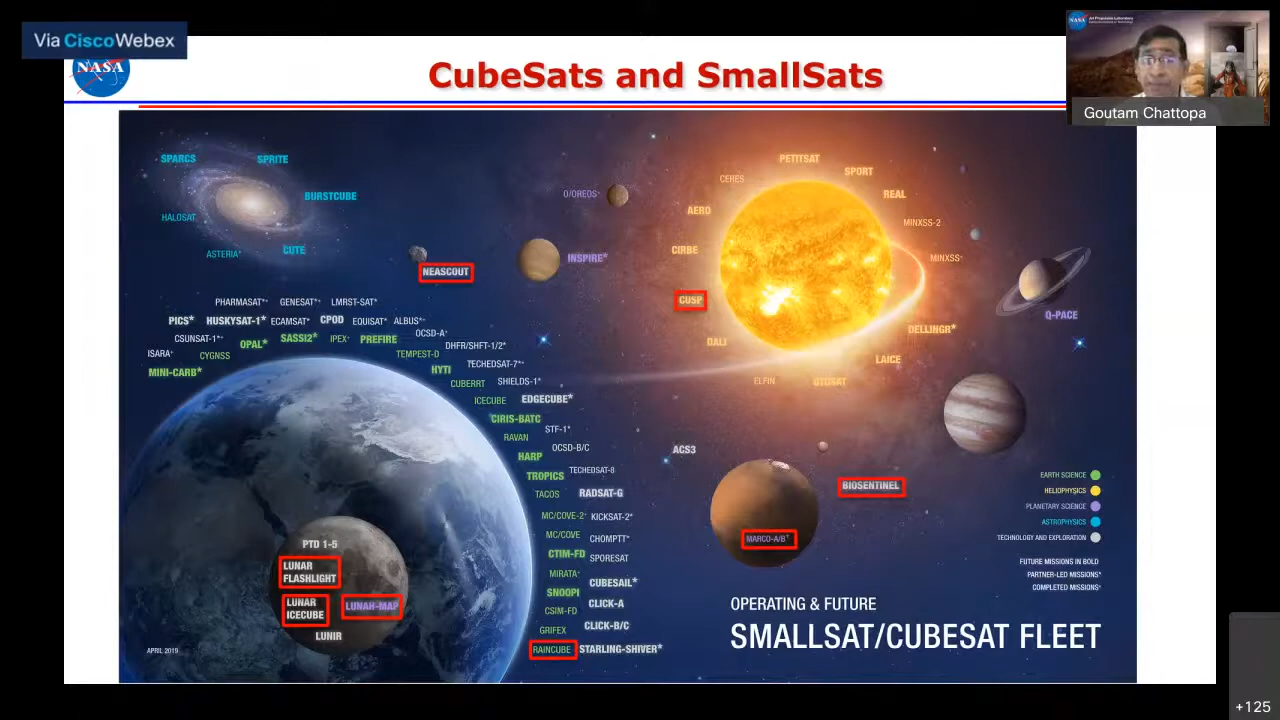 Via CiscoWebex
NASA
CubeSats and SmallSats
Goutam Chattopa
SPARCS
SPRITE
BURSTCUBE
HALOSAT
ASTERIA⁺
CUTE
NEASCOUT
O/OREOS⁺
INSPIRE*
PETITSAT
CERES
SPORT
REAL
AERO
MINXSS-2
CIRBE
MINXSS⁺
CUSP
DELLINGR*
DALI
LAICE
ELFIN
GTOSAT
Q-PACE
PHARMASAT*⁺
GENESAT*⁺
LMRST-SAT*
PICS*
HUSKYSAT-1*
ECAMSAT*
CPOD
EQUISAT*
ALBUS*⁺
CSUNSAT-1*⁺
OPAL*
SASSI2*
IPEX⁺
PREFIRE
OCSD-A⁺
ISARA⁺
CYGNSS
TEMPEST-D
DHFR/SHFT-1/2*
MINI-CARB*
HYTI
TECHEDSAT-7*⁺
CUBERRT
SHIELDS-1*
ICECUBE
EDGECUBE*
CIRIS-BATC
STF-1*
RAVAN
OCSD-B/C
HARP
TROPICS
TECHEDSAT-8
TACOS
RADSAT-G
MC/COVE-2⁺
KICKSAT-2*
MC/COVE
CHOMPTT*
CTIM-FD
SPORESAT
MIRATA⁺
CUBESAIL*
SNOOPI
CLICK-A
CSIM-FD
CLICK-B/C
GRIFEX
RAINCUBE
STARLING-SHIVER*
ACS3
BIOSENTINEL
MARCO-A/B⁺
PTD 1-5
LUNAR
FLASHLIGHT
LUNAR
ICECUBE
LUNAH-MAP
LUNIR
APRIL 2019
EARTH SCIENCE
HELIOPHYSICS
PLANETARY SCIENCE
ASTROPHYSICS
TECHNOLOGY AND EXPLORATION
FUTURE MISSIONS IN BOLD
PARTNER-LED MISSIONS*
COMPLETED MISSIONS⁺
OPERATING & FUTURE
SMALLSAT/CUBESAT FLEET
+125